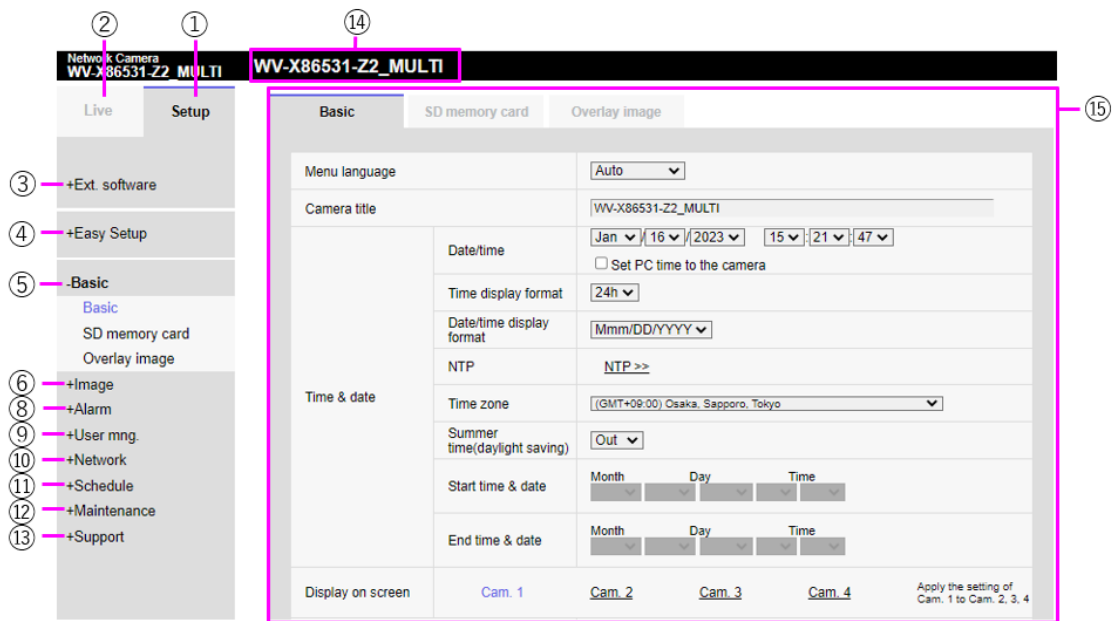 ② ① ⑭
Network Camera
WV-X86531-Z2_MULTI
WV-X86531-Z2_MULTI
Live Setup
⑮
Basic SD memory card Overlay image
③ +Ext. software
④ +Easy Setup
⑤ -Basic
Basic
SD memory card
Overlay image
⑥ +Image
⑧ +Alarm
⑨ +User mng.
⑩ +Network
⑪ +Schedule
⑫ +Maintenance
⑬ +Support
Menu language Auto
Camera title WV-X86531-Z2_MULTI
Time & date
Date/time Jan / 16 / 2023 15 : 21 : 47
Set PC time to the camera
Time display format 24h
Date/time display
format
Mmm/DD/YYYY
NTP NTP >>
Time zone (GMT+09:00) Osaka, Sapporo, Tokyo
Summer
time(daylight saving)
Out
Start time & date
Month Day Time
End time & date
Month Day Time
Display on screen Cam. 1 Cam. 2 Cam. 3 Cam. 4
Apply the setting of
Cam. 1 to Cam. 2, 3, 4